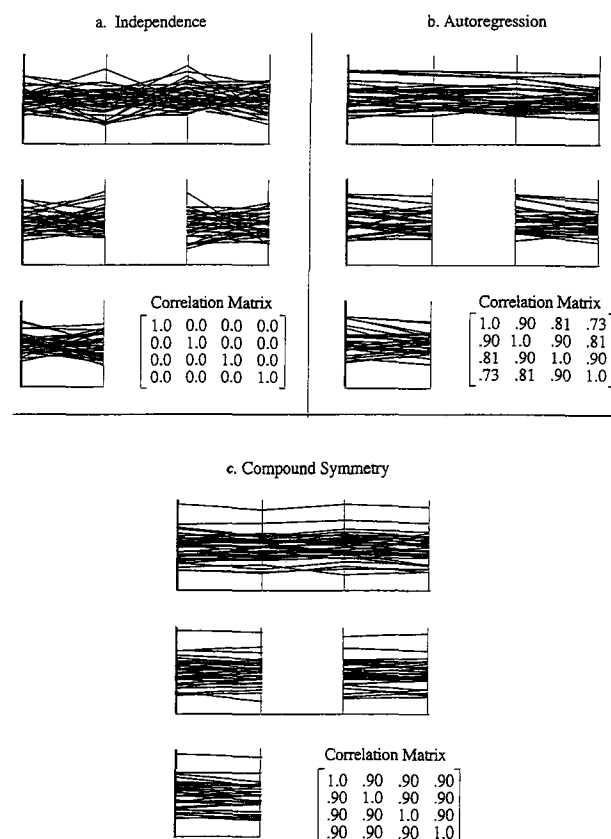 a. Independence
b. Autoregression
Correlation Matrix
1.0 0.0 0.0 0.0
0.0 1.0 0.0 0.0
0.0 0.0 1.0 0.0
0.0 0.0 0.0 1.0
Correlation Matrix
1.0 .90 .81 .73
.90 1.0 .90 .81
.81 .90 1.0 .90
.73 .81 .90 1.0
c. Compound Symmetry
Correlation Matrix
1.0 .90 .90 .90
.90 1.0 .90 .90
.90 .90 1.0 .90
.90 .90 .90 1.0